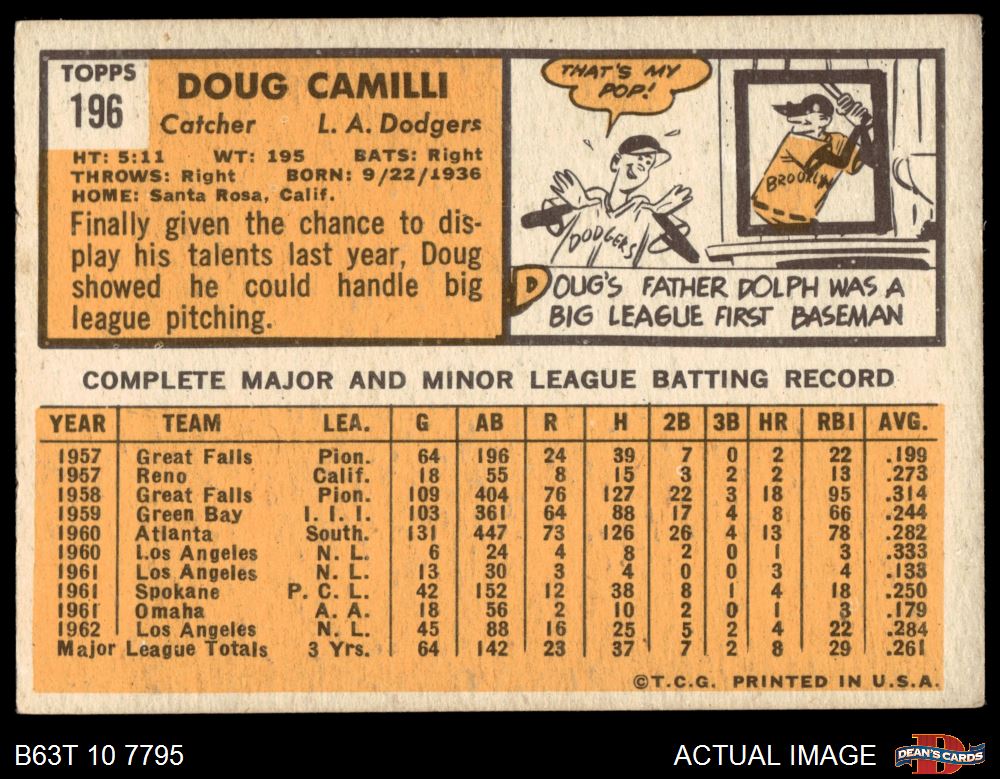 TOPPS
196
DOUG CAMILLI
Catcher L. A. Dodgers
HT: 5:11 WT: 195 BATS: Right
THROWS: Right BORN: 9/22/1936
HOME: Santa Rosa, Calif.
Finally given the chance to dis-
play his talents last year, Doug
showed he could handle big
league pitching.
THAT'S MY
POP!
DODGERS
BROOKLYN
DOUG'S FATHER DOLPH WAS A
BIG LEAGUE FIRST BASEMAN
COMPLETE MAJOR AND MINOR LEAGUE BATTING RECORD
YEAR TEAM LEA. G AB R H 2B 3B HR RBI AVG.
1957 Great Falls Pion. 64 196 24 39 7 0 2 22 .199
1957 Reno Calif. 18 55 8 15 3 2 2 13 .273
1958 Great Falls Pion. 109 404 76 127 22 3 18 95 .314
1959 Green Bay I. I. I. 103 361 64 88 17 4 8 66 .244
1960 Atlanta South. 131 447 73 126 26 4 13 78 .282
1960 Los Angeles N. L. 6 24 4 8 2 0 1 3 .333
1961 Los Angeles N. L. 13 30 3 4 0 0 3 4 .133
1961 Spokane P. C. L. 42 152 12 38 8 1 4 18 .250
1961 Omaha A. A. 18 56 2 10 2 0 1 3 .179
1962 Los Angeles N. L. 45 88 16 25 5 2 4 22 .284
Major League Totals 3 Yrs. 64 142 23 37 7 2 8 29 .261
©T.C.G. PRINTED IN U.S.A.
B63T 10 7795
ACTUAL IMAGE
DEAN'S CARDS